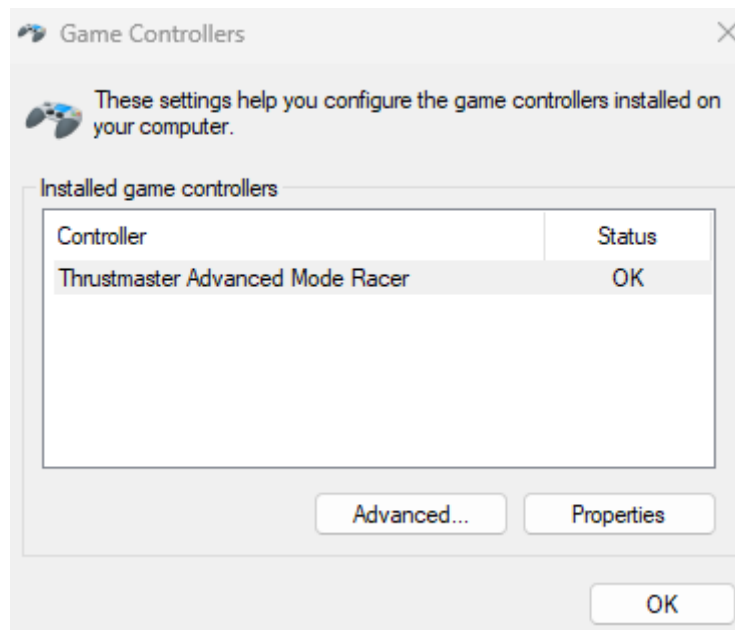 Game Controllers
These settings help you configure the game controllers installed on
your computer.
Installed game controllers
Controller Status
Thrustmaster Advanced Mode Racer OK
Advanced... Properties
OK